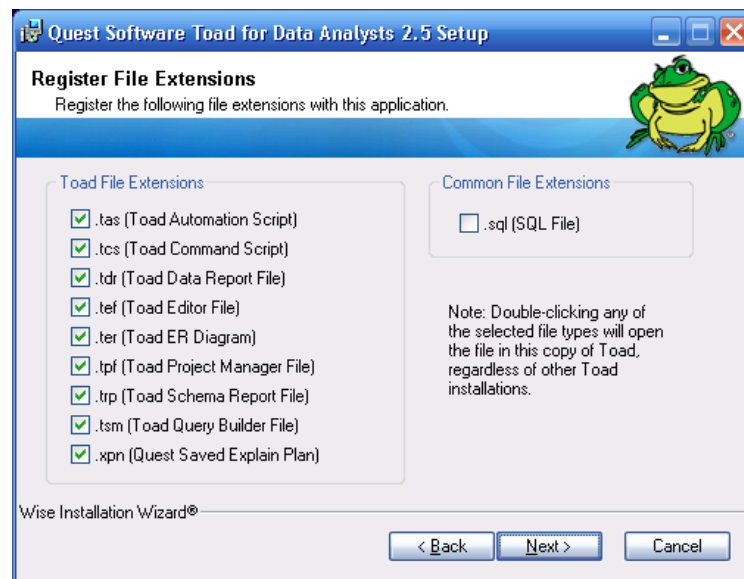 Quest Software Toad for Data Analysts 2.5 Setup
Register File Extensions
Register the following file extensions with this application.
Toad File Extensions
.tas (Toad Automation Script)
.tcs (Toad Command Script)
.tdr (Toad Data Report File)
.tef (Toad Editor File)
.ter (Toad ER Diagram)
.tpf (Toad Project Manager File)
.trp (Toad Schema Report File)
.tsm (Toad Query Builder File)
.xpn (Quest Saved Explain Plan)
Common File Extensions
.sql (SQL File)
Note: Double-clicking any of
the selected file types will open
the file in this copy of Toad,
regardless of other Toad
installations.
Wise Installation Wizard®
< Back
Next >
Cancel